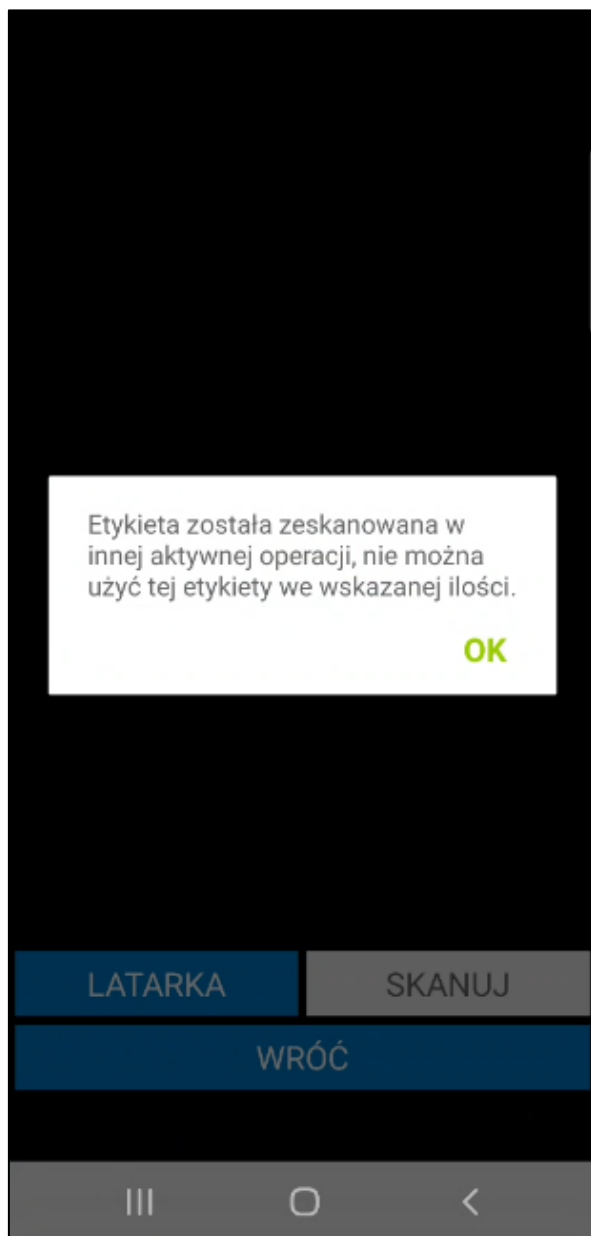 Etykieta została zeskanowana w
innej aktywnej operacji, nie można
użyć tej etykiety we wskazanej ilości.
OK
LATARKA SKANUJ
WRÓĆ